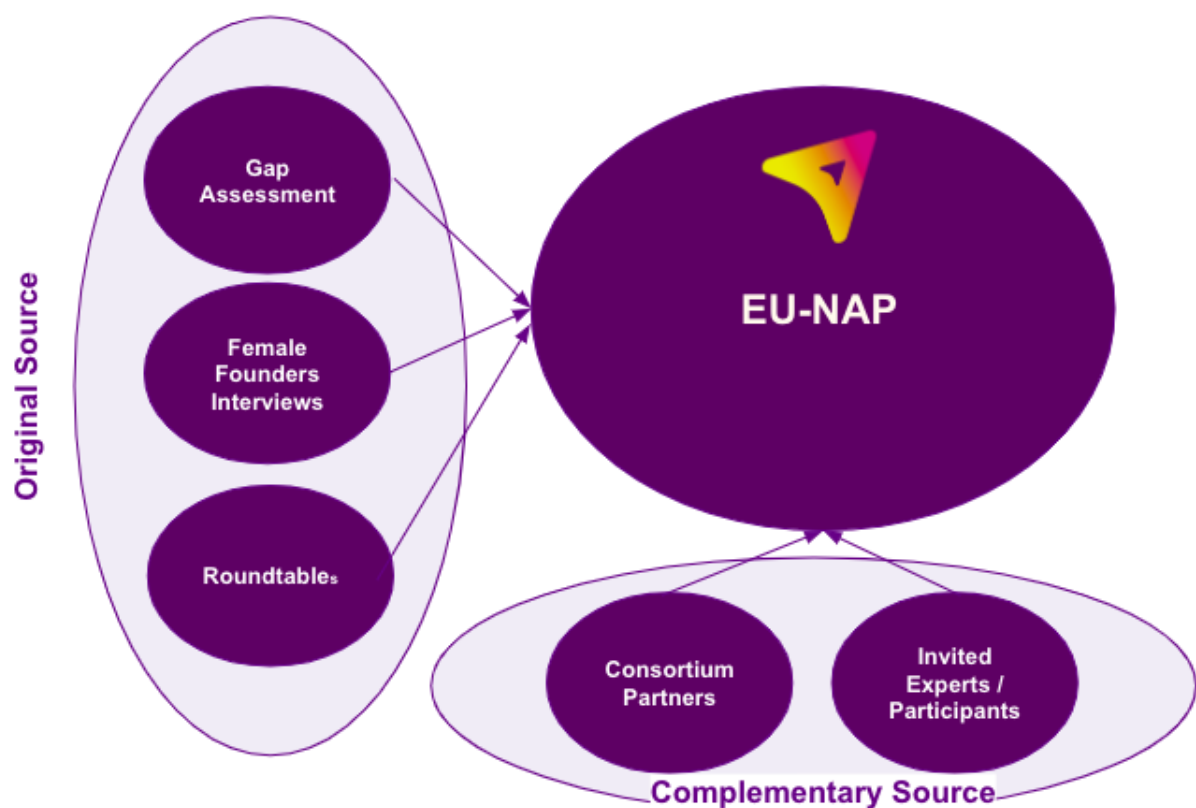 Original Source
Gap
Assessment
Female
Founders
Interviews
Roundtables
EU-NAP
Consortium
Partners
Invited
Experts /
Participants
Complementary Source